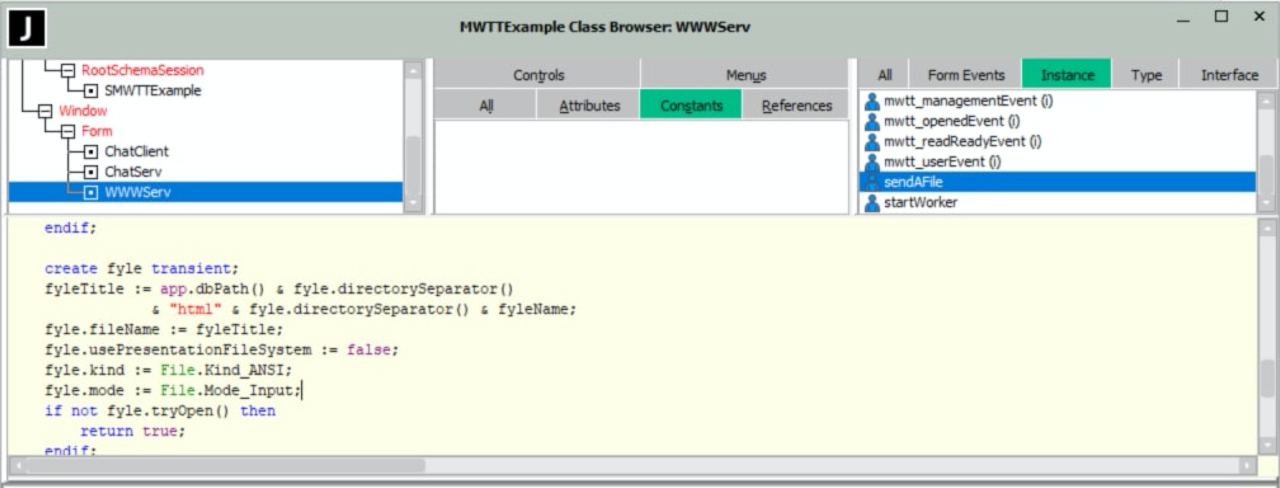 J
MWTTExample Class Browser: WWWServ
RootSchemaSession
SMWTTExample
Window
Form
ChatClient
ChatServ
WWWServ
Controls Menus
All Attributes Constants References
All Form Events Instance Type Interface
mwtt_managementEvent (i)
mwtt_openedEvent (i)
mwtt_readReadyEvent (i)
mwtt_userEvent (i)
sendAFile
startWorker
endif;
create fyle transient;
fyleTitle := app.dbPath() & fyle.directorySeparator()
& "html" & fyle.directorySeparator() & fyleName;
fyle.fileName := fyleTitle;
fyle.usePresentationFileSystem := false;
fyle.kind := File.Kind_ANSI;
fyle.mode := File.Mode_Input;
if not fyle.tryOpen() then
return true;
endif;